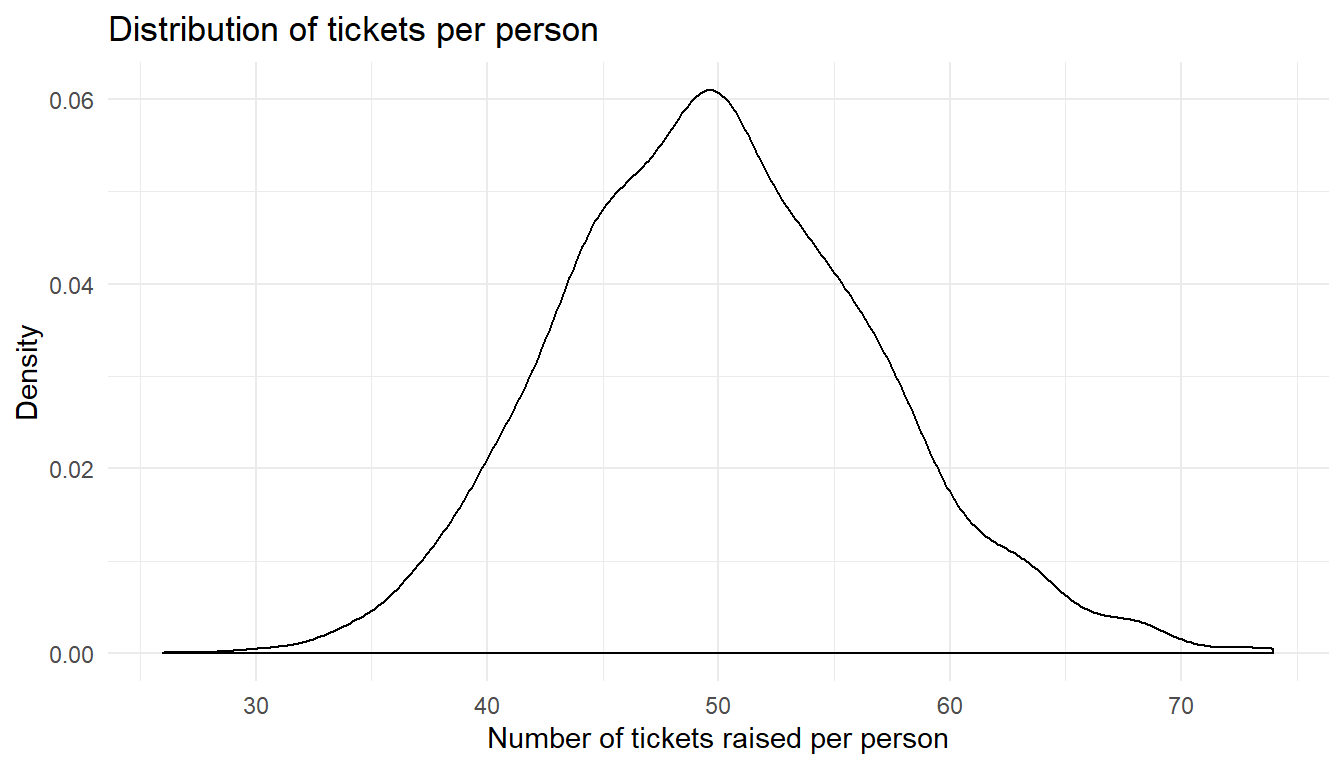 Distribution of tickets per person
0.06
0.04
0.02
0.00
Density
30 40 50 60 70
Number of tickets raised per person